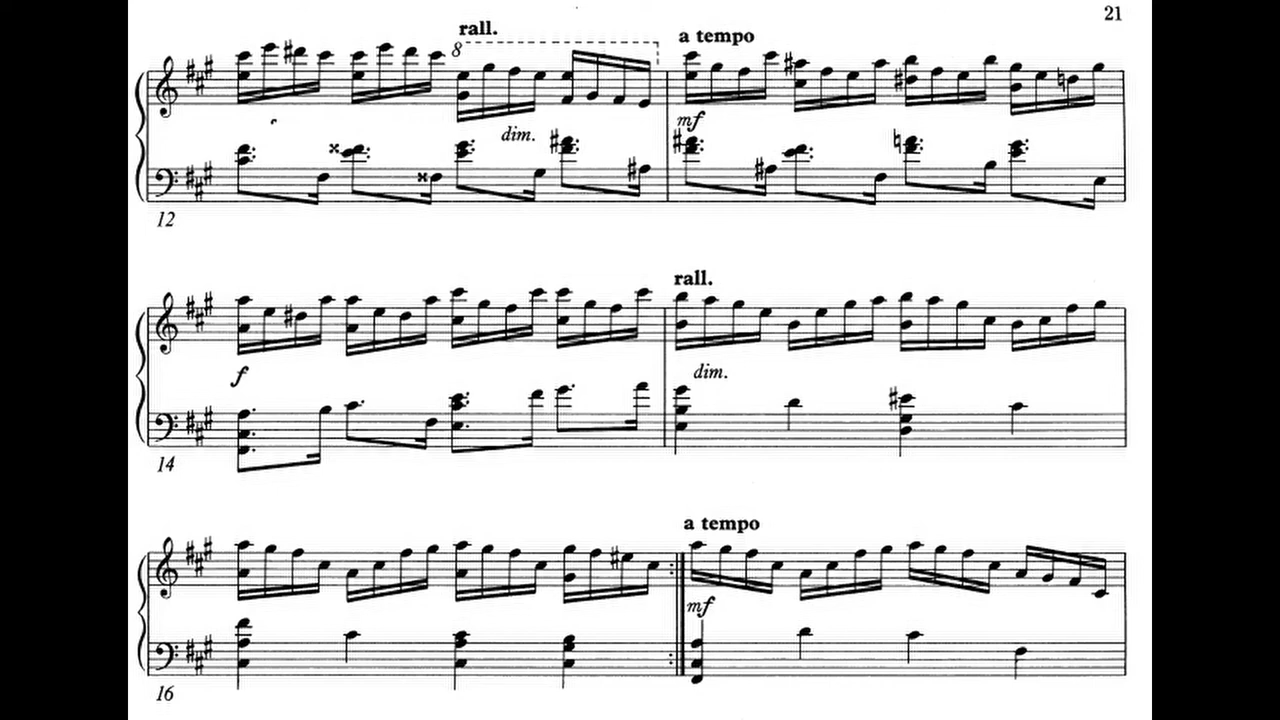 21
rall.
8
a tempo
dim.
mf
12
rall.
f
dim.
14
a tempo
mf
16